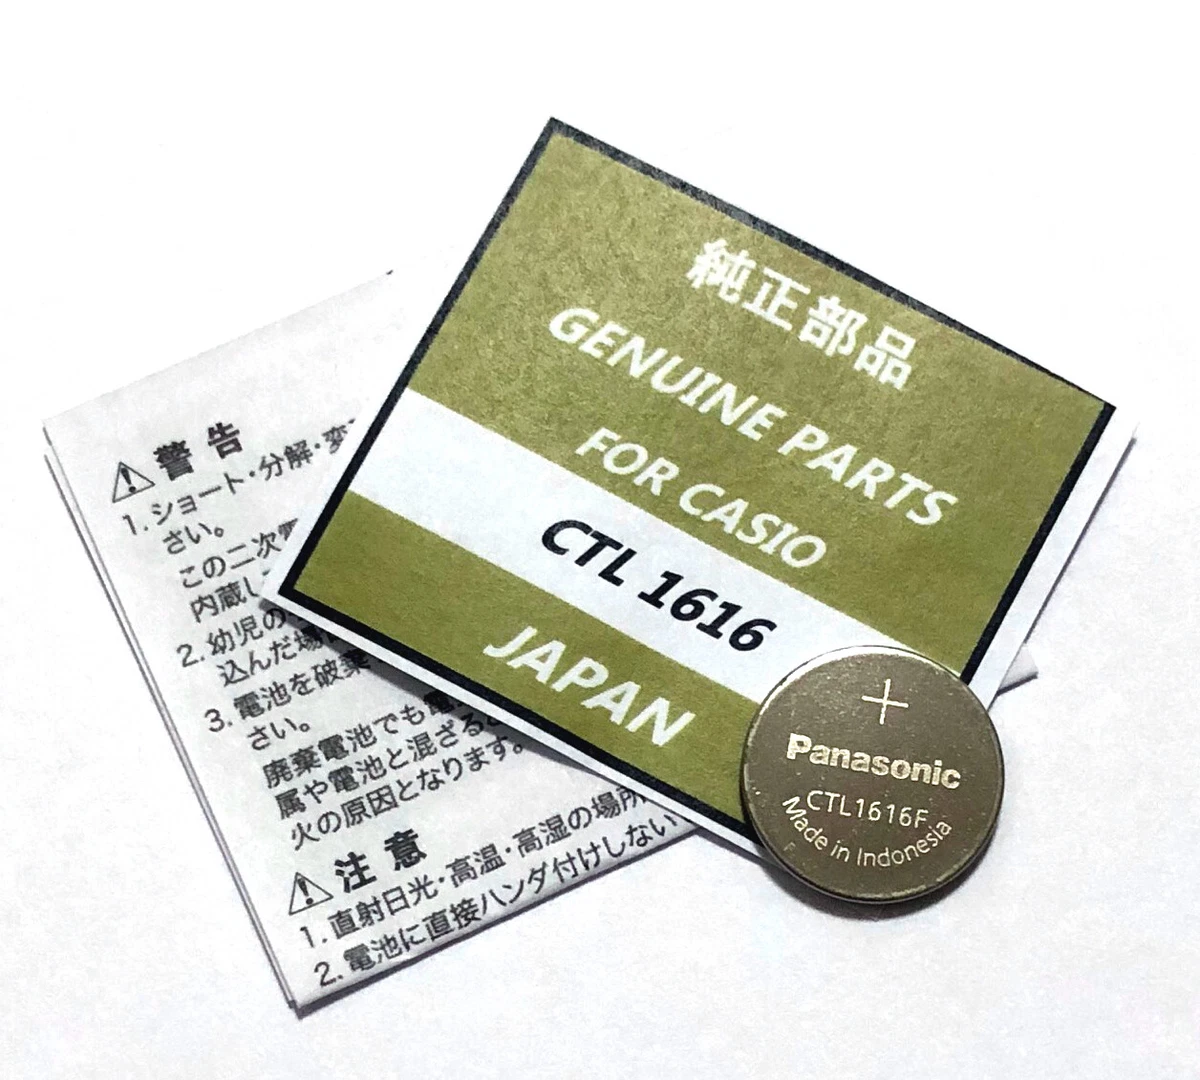 純正部品
GENUINE PARTS
FOR CASIO
CTL 1616
JAPAN
+
Panasonic
CTL1616F
Made in Indonesia
警告
1. ショート・分解・変
さい。
この二次電
内蔵し
2. 幼児の
込んだ場
3. 電池を破棄
さい。
廃棄電池でも電
属や電池と混ざると
火の原因となります。
注意
1. 直射日光・高温・高湿の場所
2. 電池に直接ハンダ付けしない